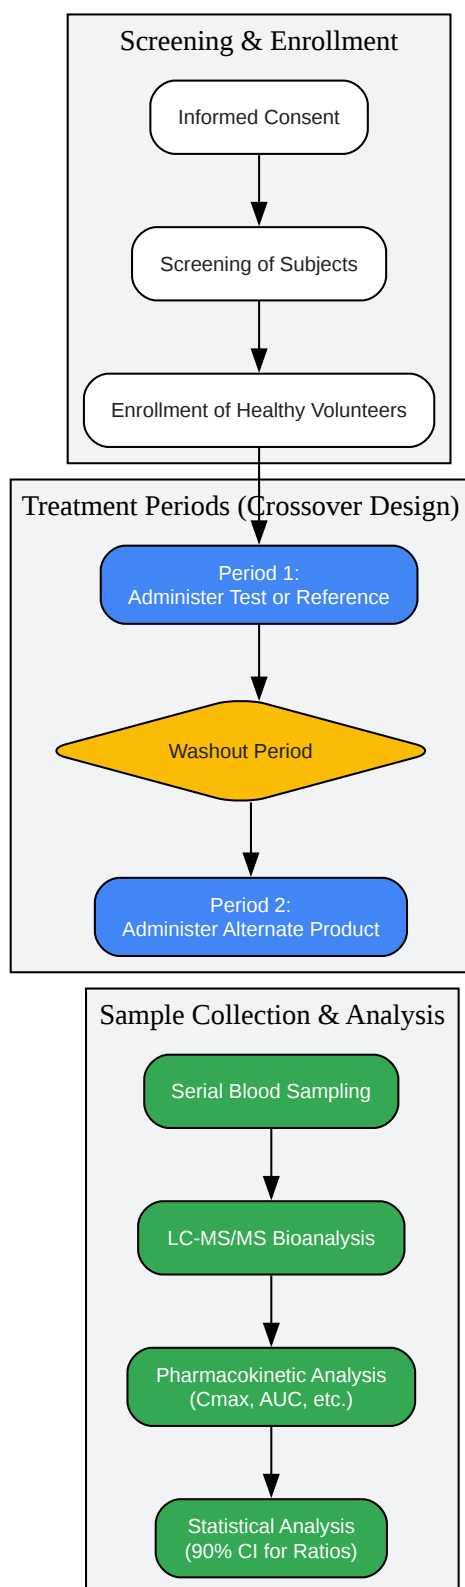 Screening & Enrollment
Informed Consent
Screening of Subjects
Enrollment of Healthy Volunteers
Treatment Periods (Crossover Design)
Period 1:
Administer Test or Reference
Washout Period
Period 2:
Administer Alternate Product
Sample Collection & Analysis
Serial Blood Sampling
LC-MS/MS Bioanalysis
Pharmacokinetic Analysis
(Cmax, AUC, etc.)
Statistical Analysis
(90% CI for Ratios)